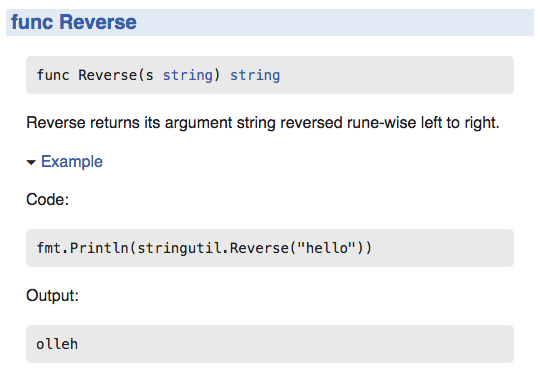 func Reverse
func Reverse(s string) string
Reverse returns its argument string reversed rune-wise left to right.
Example
Code:
fmt.Println(stringutil.Reverse("hello"))
Output:
olleh